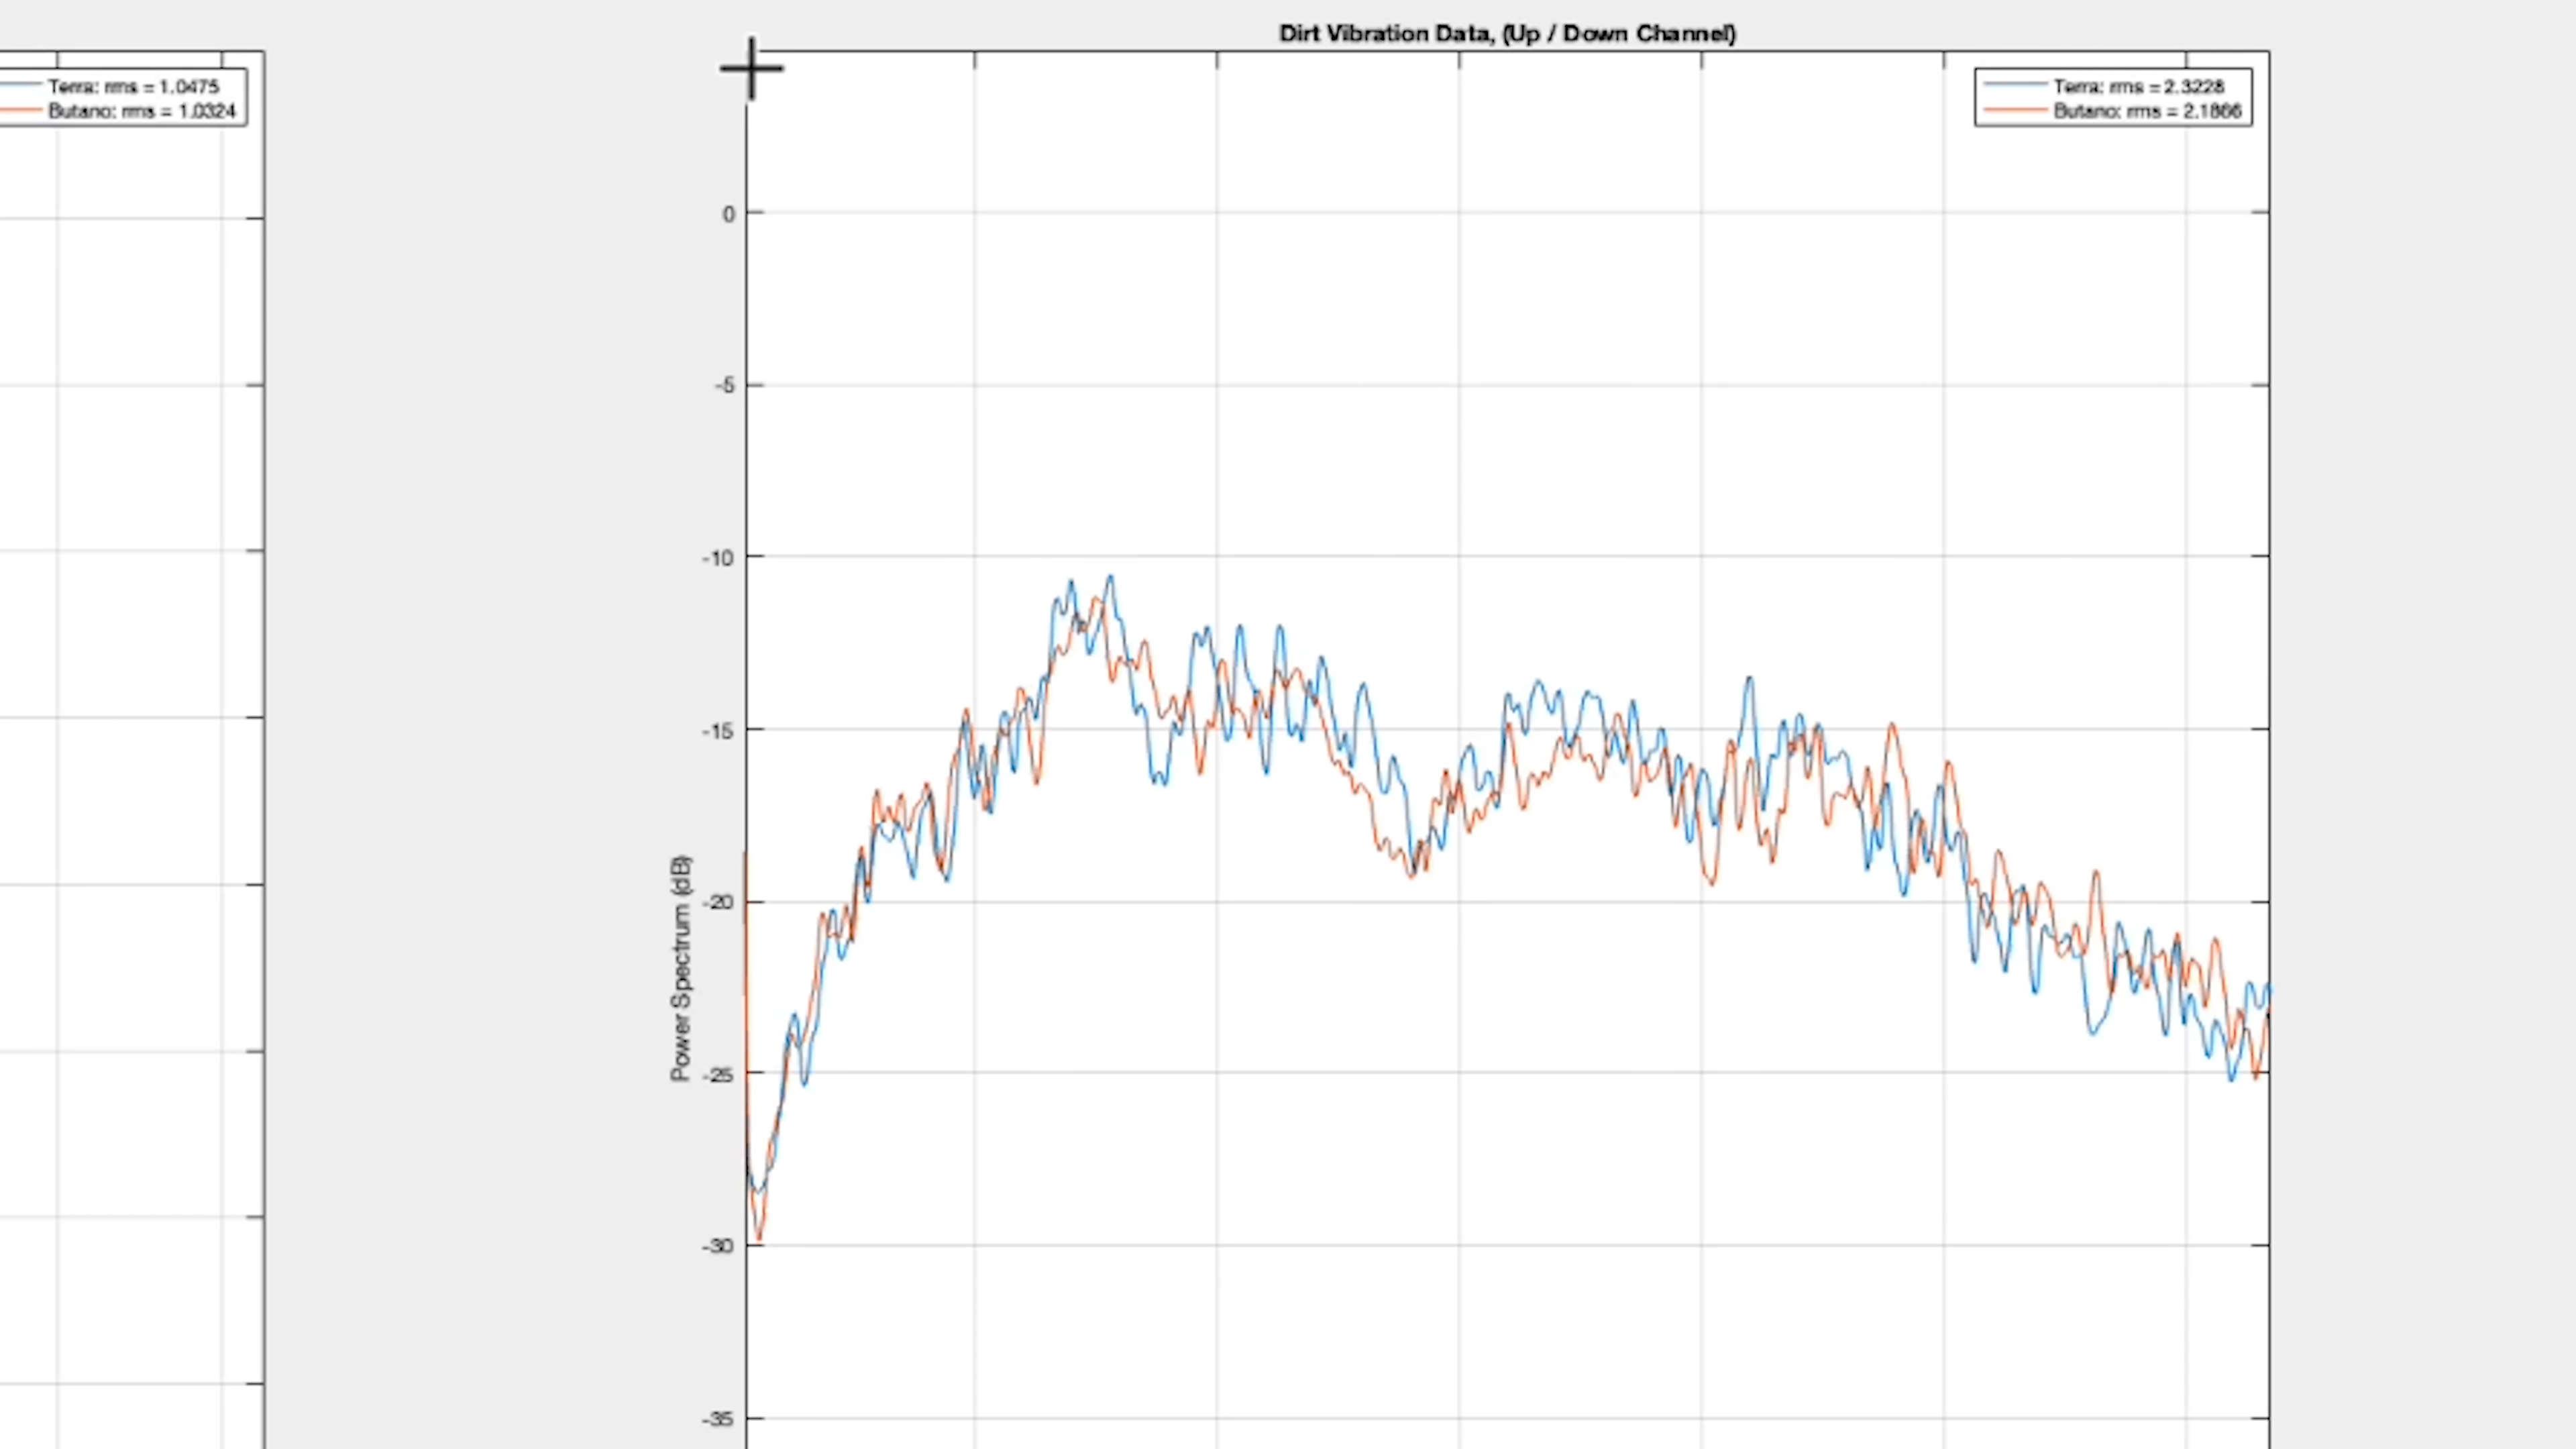 Terra: rms = 1.0475
Butano: rms = 1.0324
Dirt Vibration Data, (Up / Down Channel)
Terra: rms = 2.3228
Butano: rms = 2.1866
0
-5
-10
-15
-20
-25
-30
-35
Power Spectrum (dB)